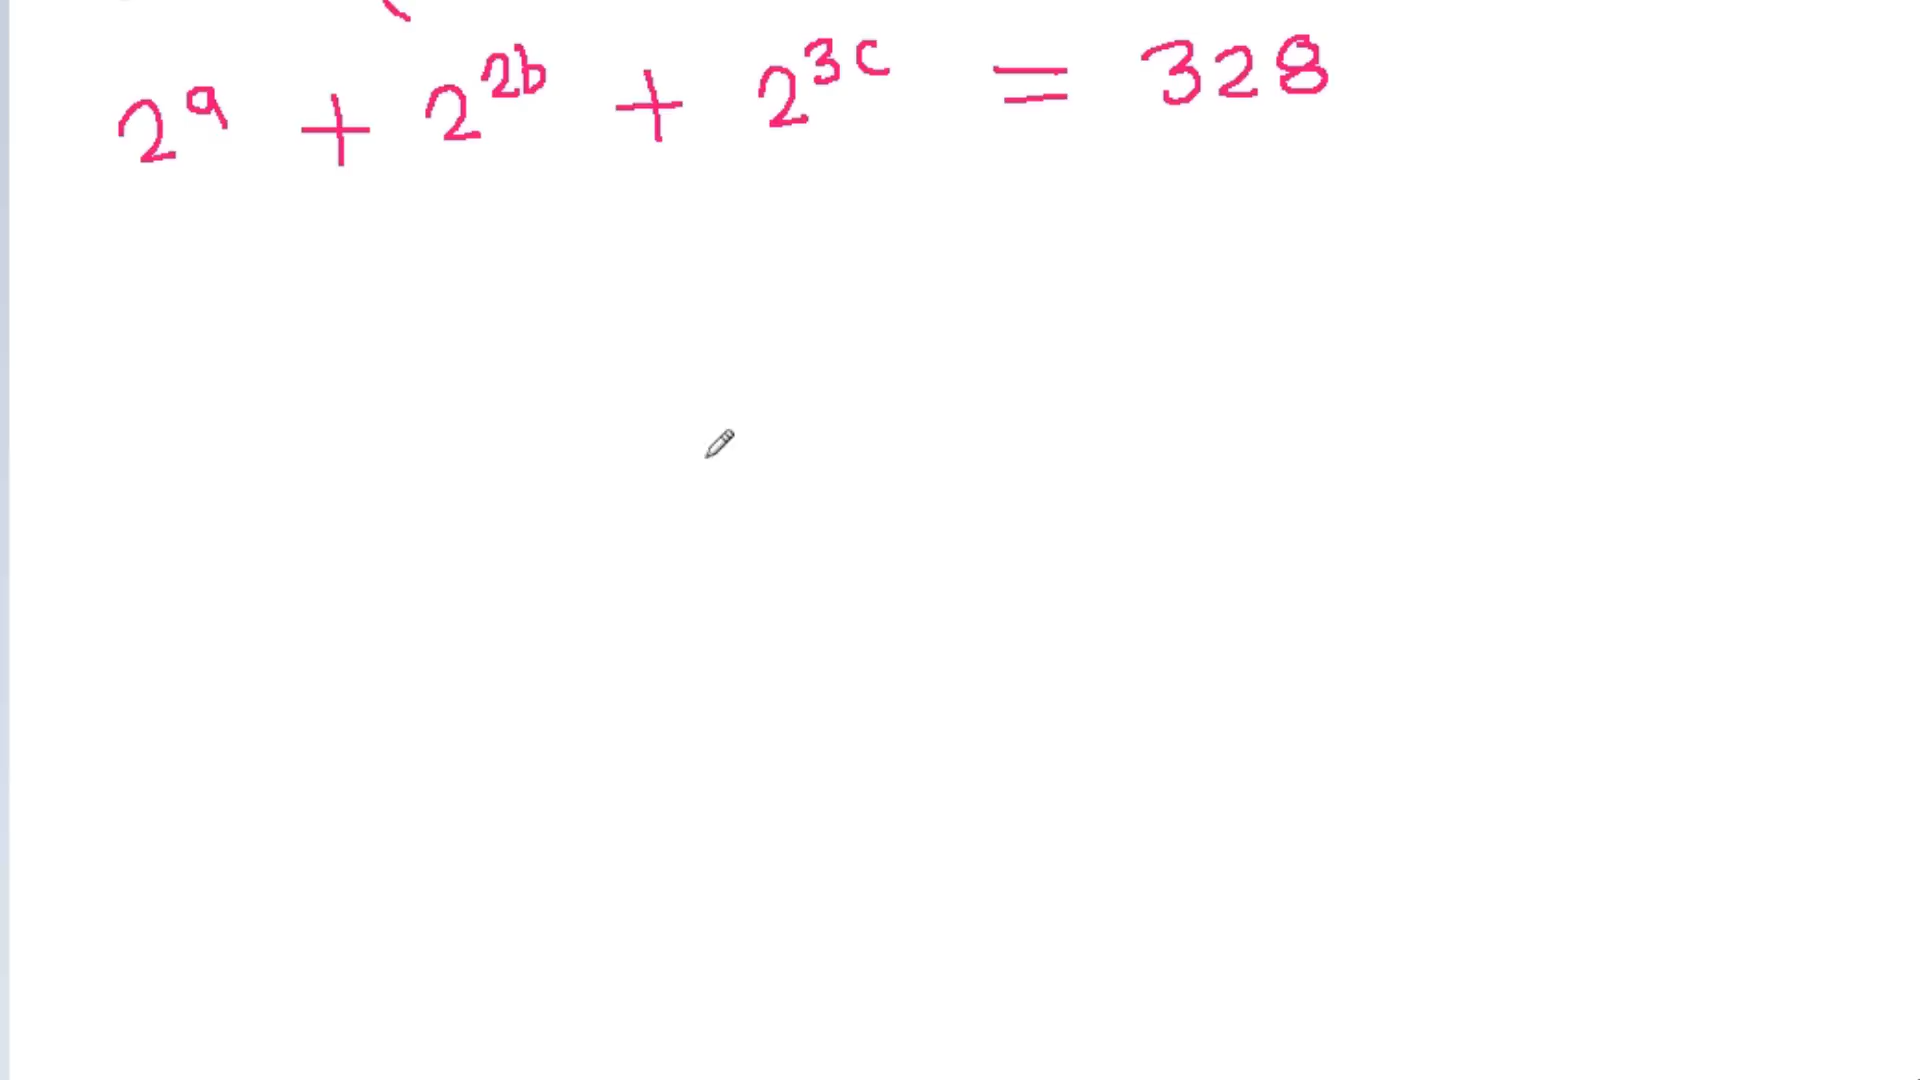 2^a + 2^{2b} + 2^{3c} = 328